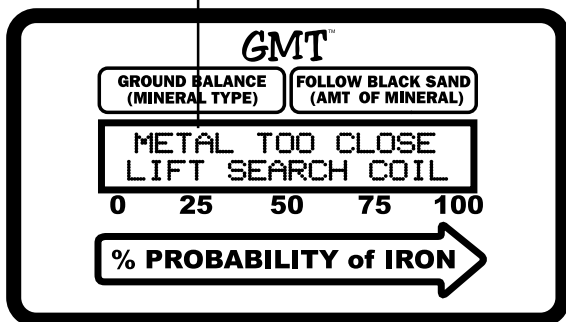 GMT™
GROUND BALANCE
(MINERAL TYPE)
FOLLOW BLACK SAND
(AMT OF MINERAL)
METAL TOO CLOSE
LIFT SEARCH COIL
0 25 50 75 100
% PROBABILITY of IRON